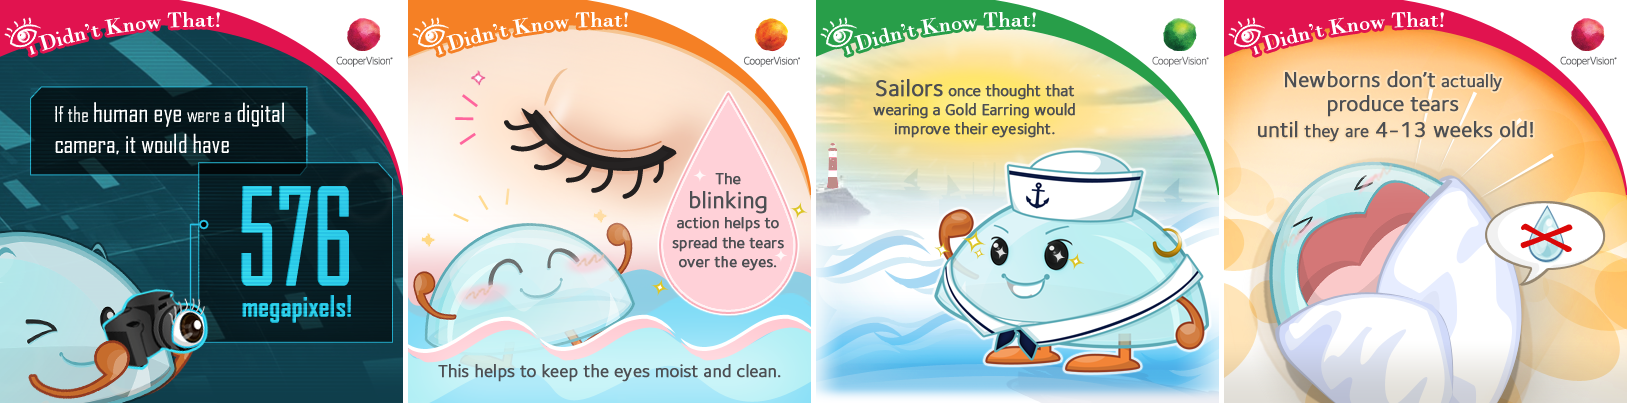 i Didn't Know That!
CooperVision®
If the human eye were a digital
camera, it would have
576
megapixels!
i Didn't Know That!
CooperVision®
The
blinking
action helps to
spread the tears
over the eyes.
This helps to keep the eyes moist and clean.
i Didn't Know That!
CooperVision®
Sailors once thought that
wearing a Gold Earring would
improve their eyesight.
i Didn't Know That!
CooperVision®
Newborns don't actually
produce tears
until they are 4-13 weeks old!